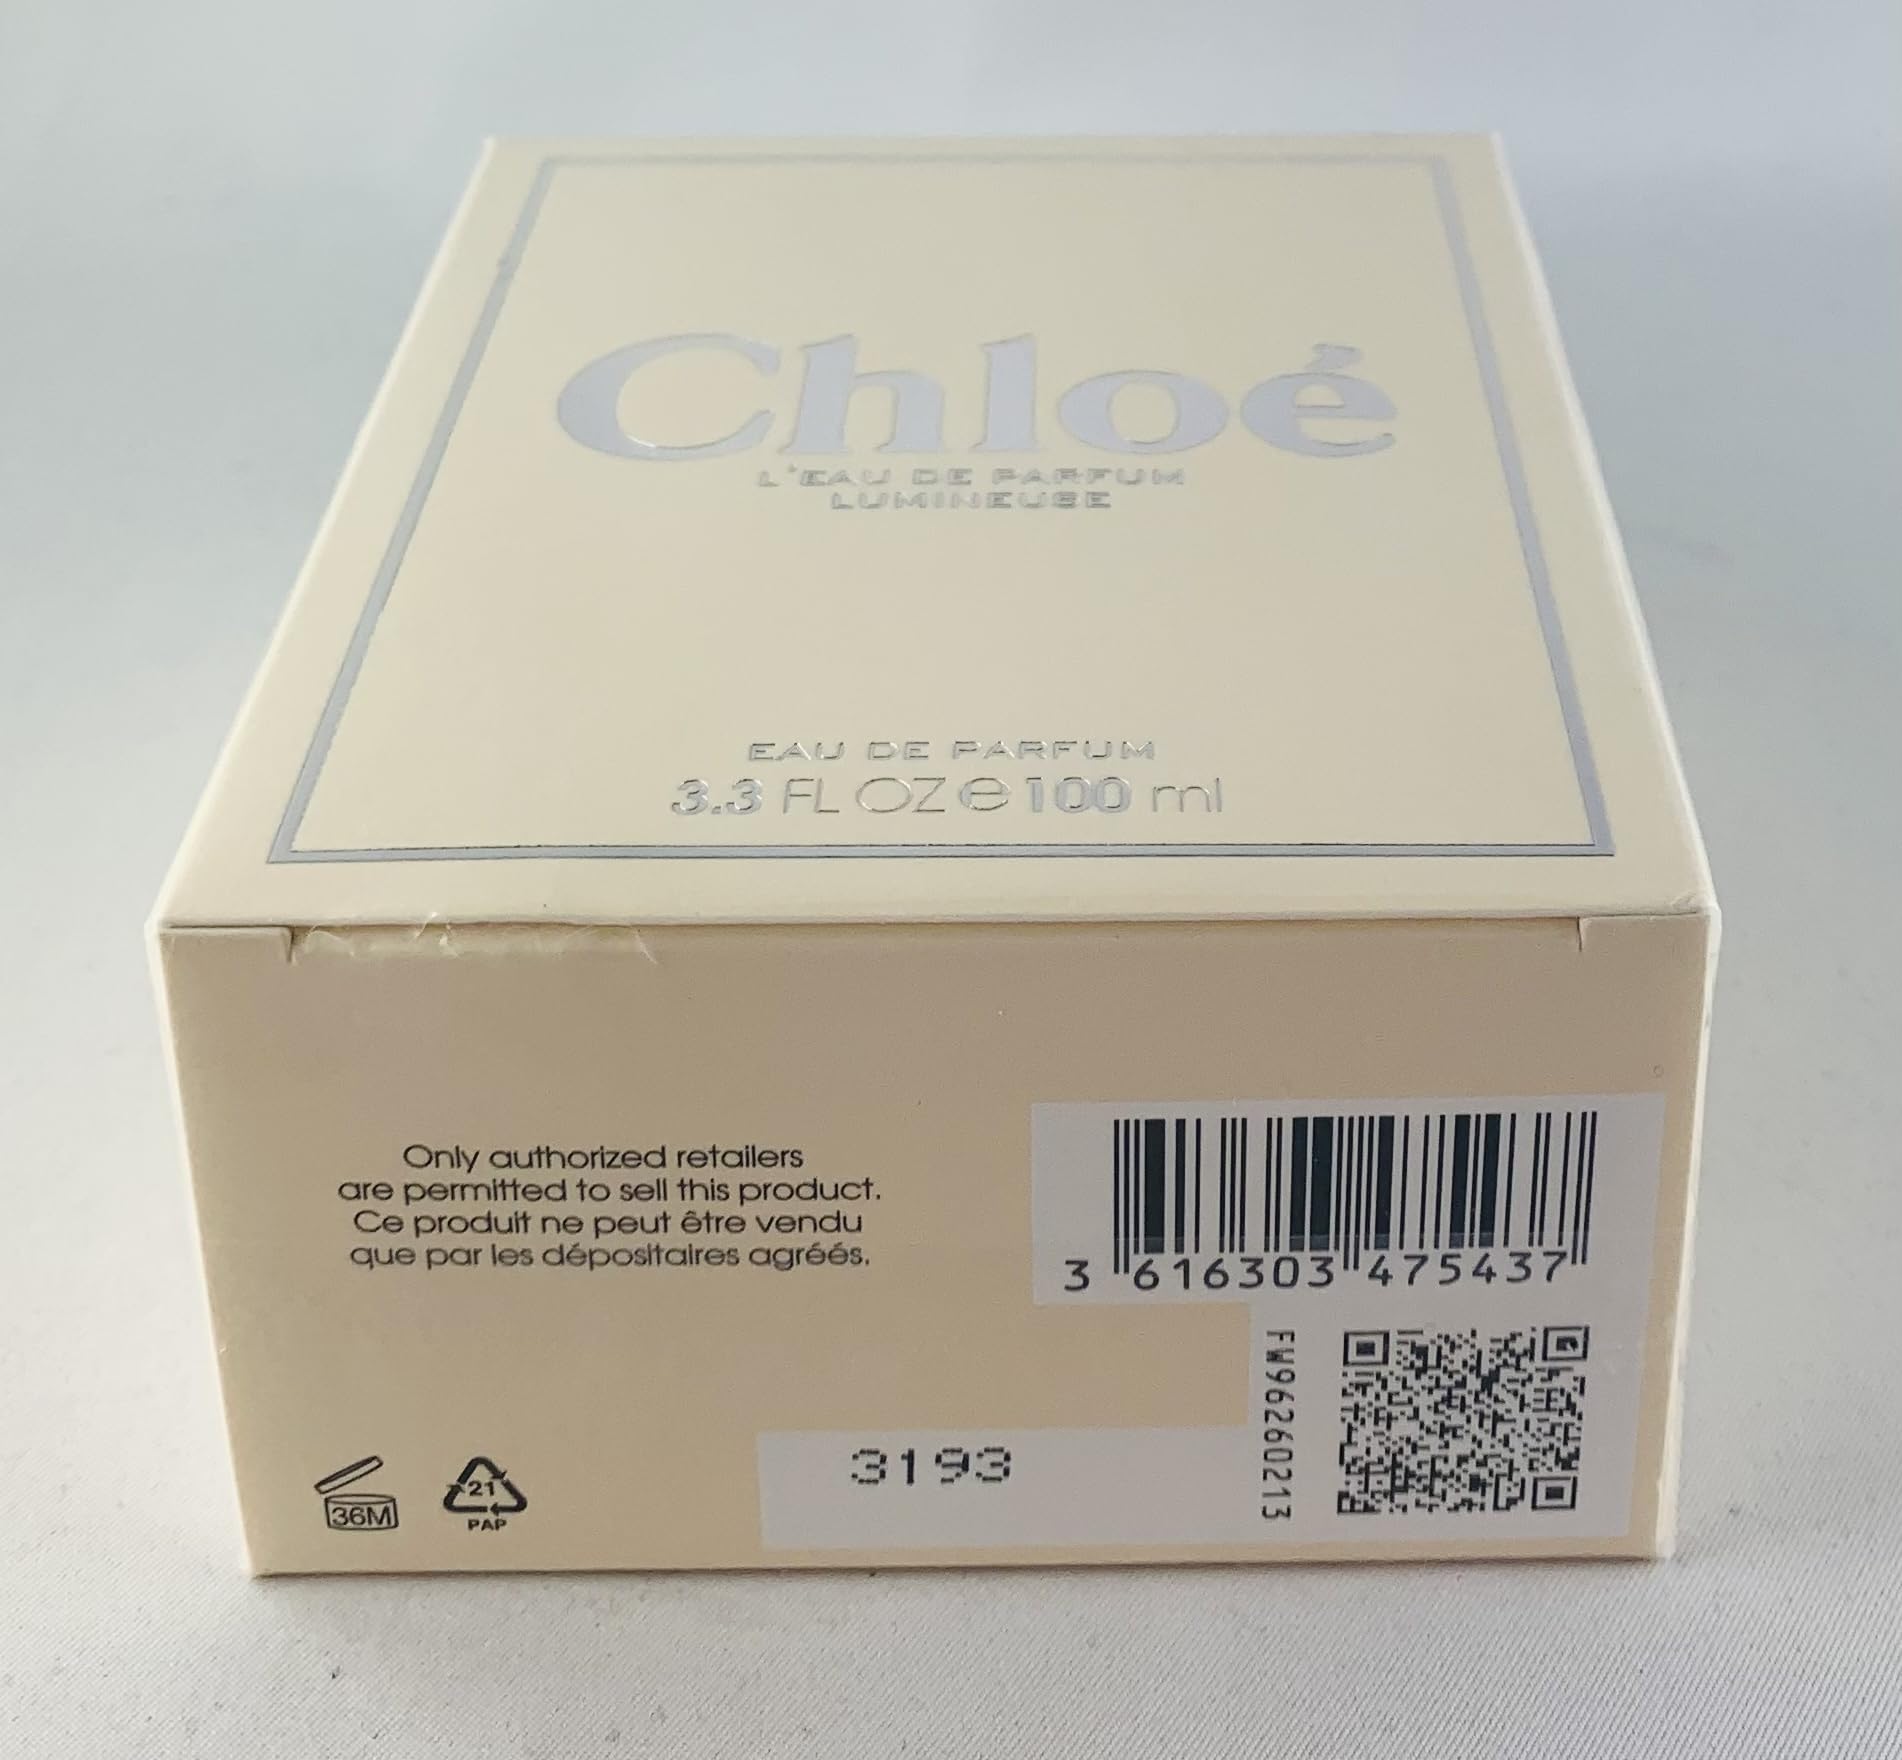 Chloé
L'EAU DE PARFUM
LUMINEUSE
EAU DE PARFUM
3.3 FL OZ e 100 ml
Only authorized retailers
are permitted to sell this product.
Ce produit ne peut être vendu
que par les dépositaires agréés.
3 616303 475437
FW96260213
3193
36M
21
PAP